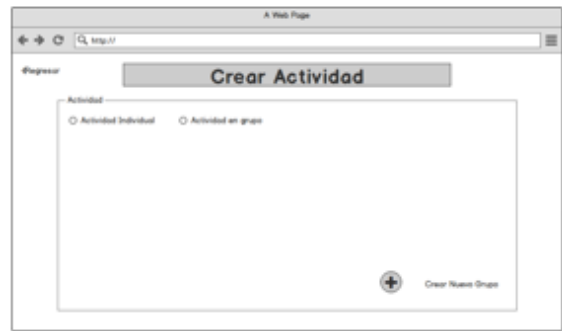 A Web Page
http://
Regresar
Crear Actividad
Actividad
Actividad Individual
Actividad en grupo
Crear Nuevo Grupo